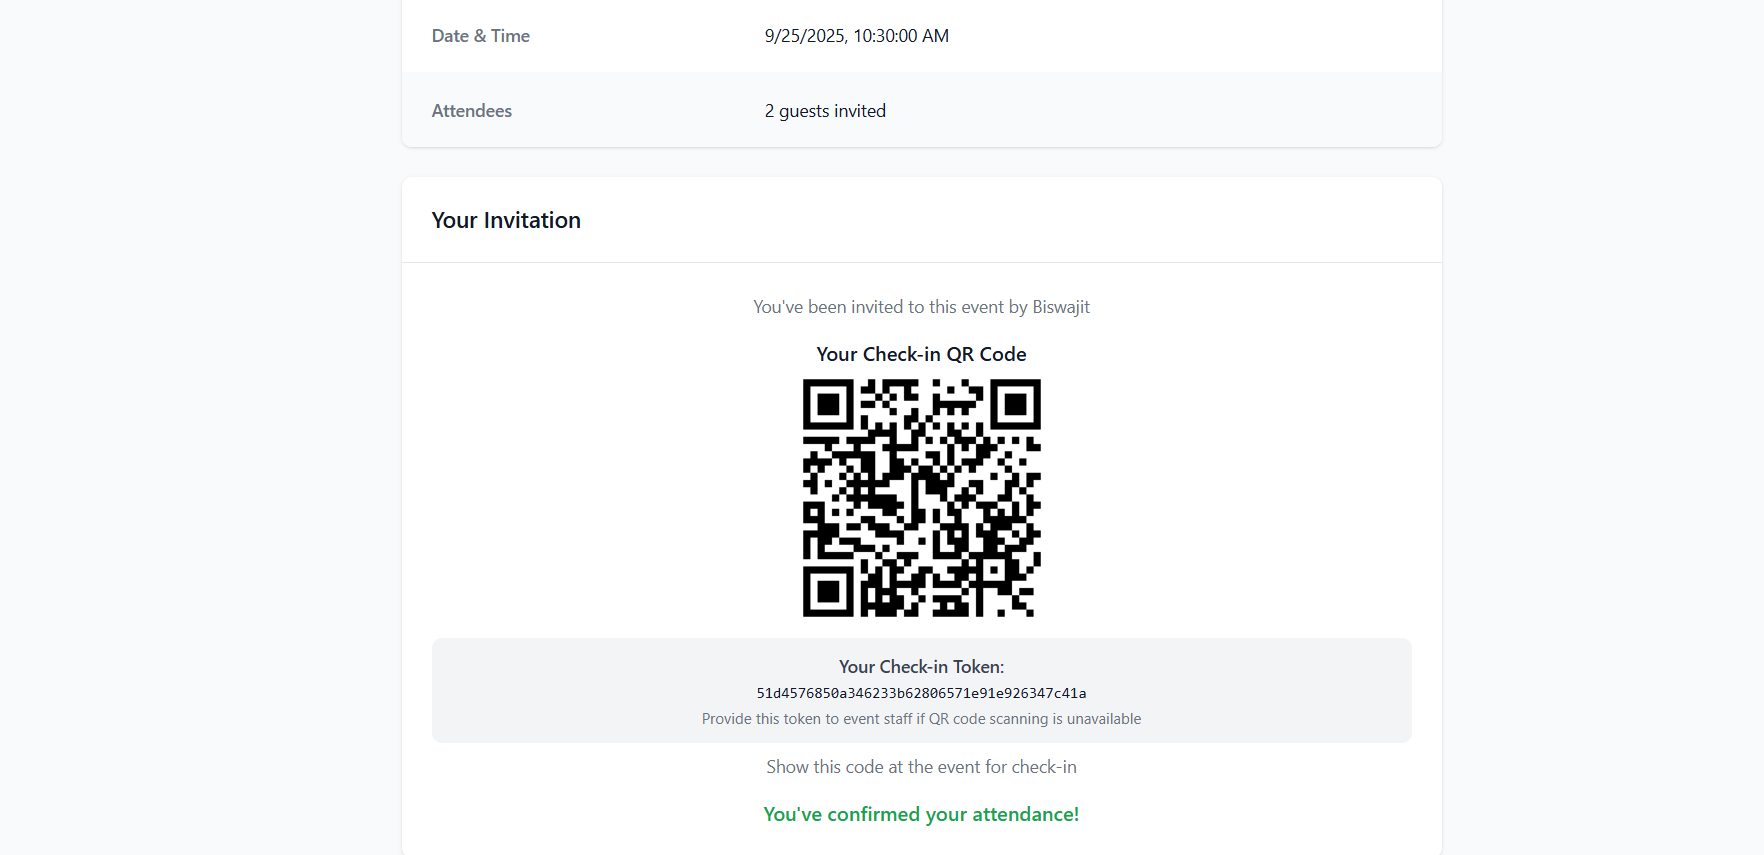 Date & Time 9/25/2025, 10:30:00 AM
Attendees 2 guests invited
Your Invitation
You've been invited to this event by Biswajit
Your Check-in QR Code
Your Check-in Token:
51d4576850a346233b62806571e91e926347c41a
Provide this token to event staff if QR code scanning is unavailable
Show this code at the event for check-in
You've confirmed your attendance!